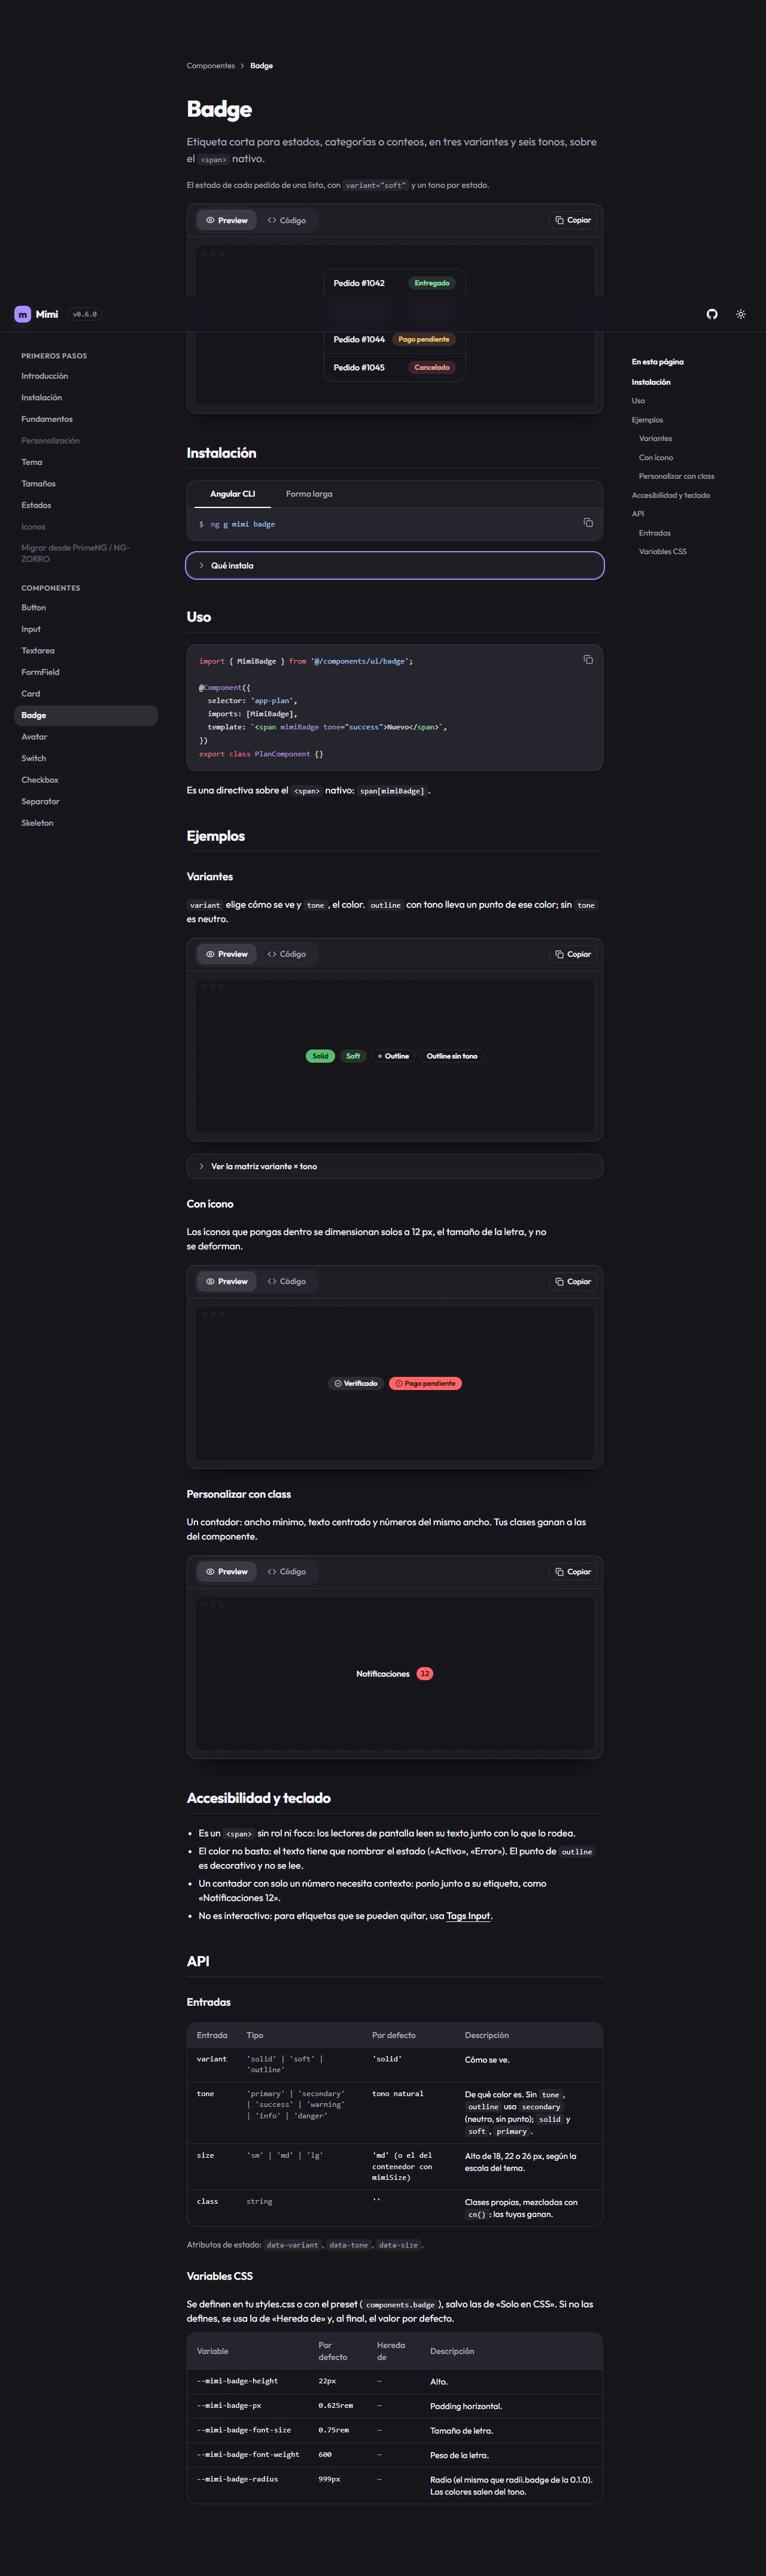 Componentes > Badge
Badge
Etiqueta corta para estados, categorías o conteos, en tres variantes y seis tonos, sobre
el <span> nativo.
El estado de cada pedido de una lista, con variant="soft" y un tono por estado.
Preview
Código
Copiar
Pedido #1042 Entregado
m Mimi v0.6.0
Pedido #1044 Pago pendiente
Pedido #1045 Cancelado
PRIMEROS PASOS
Introducción
Instalación
Fundamentos
Personalización
Tema
Tamaños
Estados
Iconos
Migrar desde PrimeNG / NG-
ZORRO
COMPONENTES
Button
Input
Textarea
FormField
Card
Badge
Avatar
Switch
Checkbox
Separator
Skeleton
En esta página
Instalación
Uso
Ejemplos
Variantes
Con ícono
Personalizar con class
Accesibilidad y teclado
API
Entradas
Variables CSS
Instalación
Angular CLI
Forma larga
$ ng g mimi badge
Qué instala
Uso
import { MimiBadge } from '@/components/ui/badge';
@Component({
selector: 'app-plan',
imports: [MimiBadge],
template: `<span mimiBadge tone="success">Nuevo</span>`,
})
export class PlanComponent {}
Es una directiva sobre el <span> nativo: span[mimiBadge].
Ejemplos
Variantes
variant elige cómo se ve y tone, el color. outline con tono lleva un punto de ese color; sin tone
es neutro.
Preview
Código
Copiar
Solid Soft Outline Outline sin tono
Ver la matriz variante × tono
Con ícono
Los íconos que pongas dentro se dimensionan solos a 12 px, el tamaño de la letra, y no
se deforman.
Preview
Código
Copiar
Verificado Pago pendiente
Personalizar con class
Un contador: ancho mínimo, texto centrado y números del mismo ancho. Tus clases ganan a las
del componente.
Preview
Código
Copiar
Notificaciones 12
Accesibilidad y teclado
• Es un <span> sin rol ni foco: los lectores de pantalla leen su texto junto con lo que lo rodea.
• El color no basta: el texto tiene que nombrar el estado («Activo», «Error»). El punto de outline
es decorativo y no se lee.
• Un contador con solo un número necesita contexto: ponlo junto a su etiqueta, como
«Notificaciones 12».
• No es interactivo: para etiquetas que se pueden quitar, usa Tags Input.
API
Entradas
Entrada Tipo Por defecto Descripción
variant 'solid' | 'soft' | 'outline' 'solid' Cómo se ve.
tone 'primary' | 'secondary' | 'success' | 'warning' | 'info' | 'danger' tono natural De qué color es. Sin tone, outline usa secondary (neutro, sin punto); solid y soft, primary.
size 'sm' | 'md' | 'lg' 'md' (o el del contenedor con mimiSize) Alto de 18, 22 o 26 px, según la escala del tema.
class string '' Clases propias, mezcladas con cn(): las tuyas ganan.
Atributos de estado: data-variant, data-tone, data-size.
Variables CSS
Se definen en tu styles.css o con el preset (components.badge), salvo las de «Solo en CSS». Si no las
defines, se usa la de «Hereda de» y, al final, el valor por defecto.
Variable Por defecto Hereda de Descripción
--mimi-badge-height 22px — Alto.
--mimi-badge-px 0.625rem — Padding horizontal.
--mimi-badge-font-size 0.75rem — Tamaño de letra.
--mimi-badge-font-weight 600 — Peso de la letra.
--mimi-badge-radius 999px — Radio (el mismo que radii.badge de la 0.1.0). Los colores salen del tono.